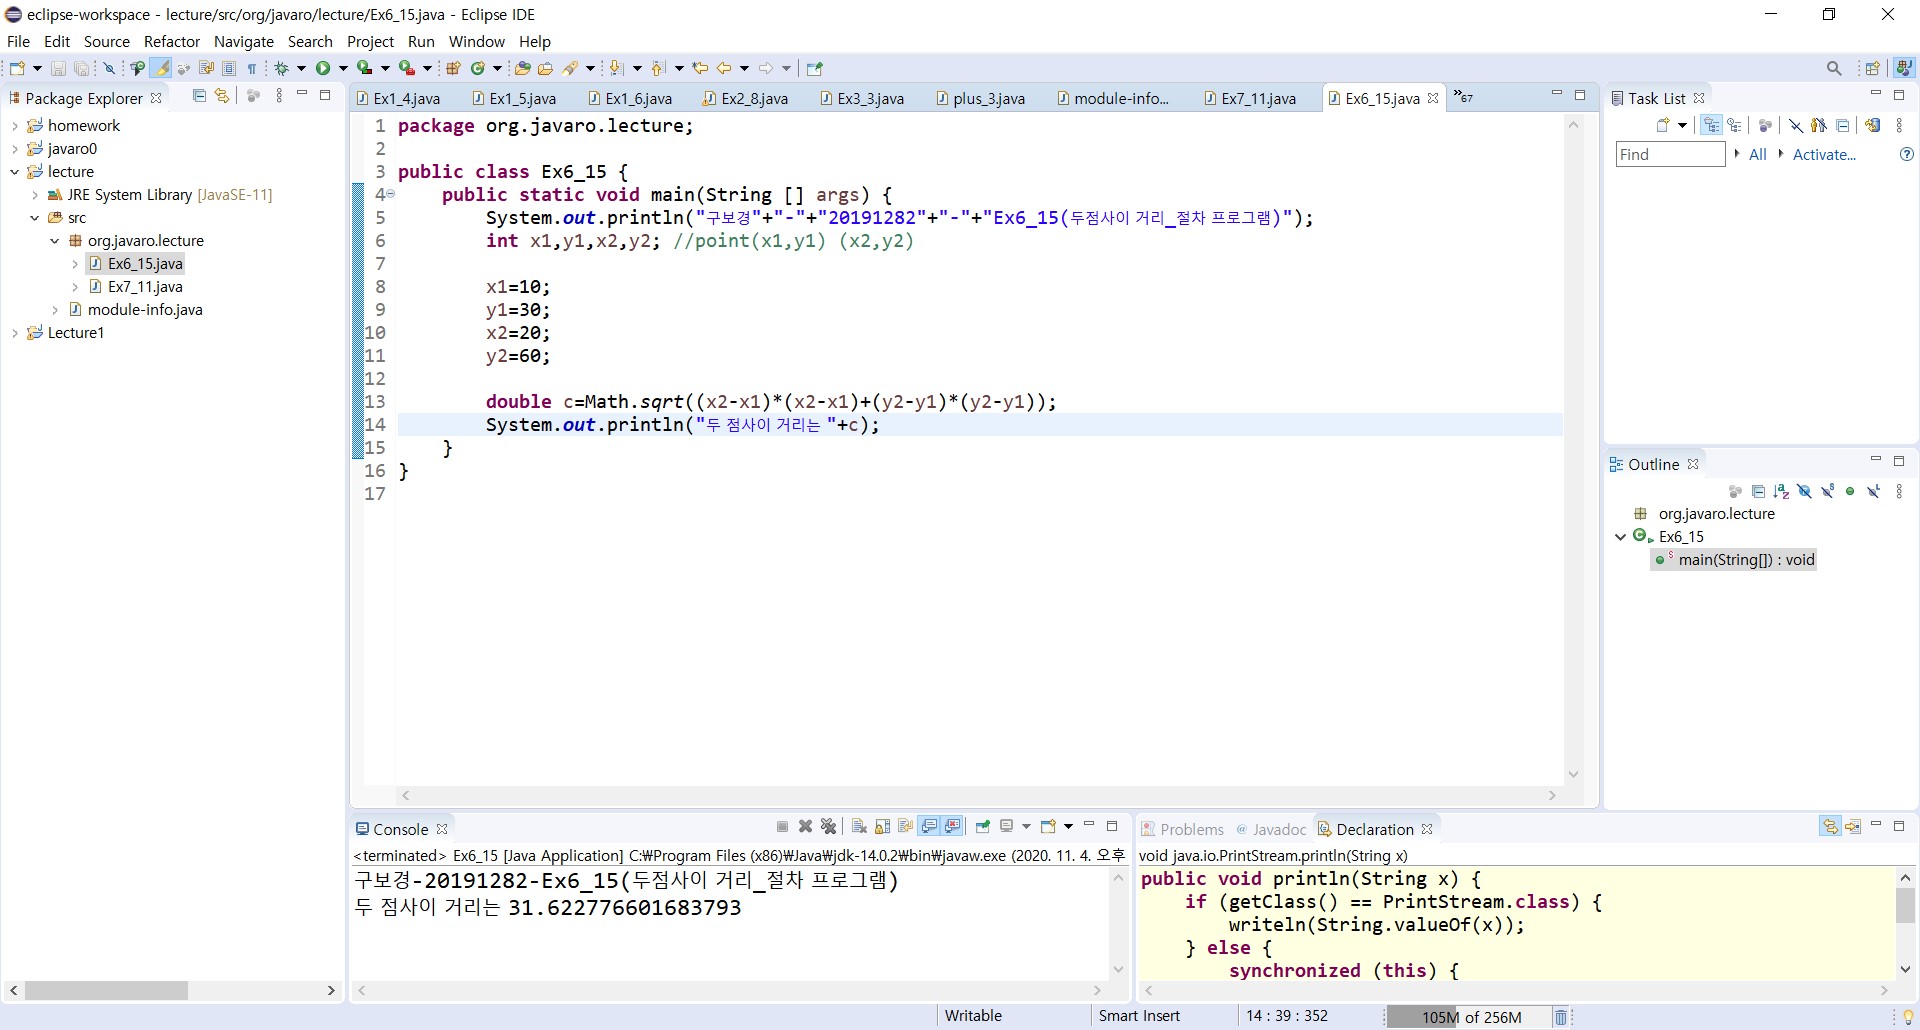 eclipse-workspace - lecture/src/org/javaro/lecture/Ex6_15.java - Eclipse IDE
File Edit Source Refactor Navigate Search Project Run Window Help
Package Explorer
homework
javaro0
lecture
JRE System Library [JavaSE-11]
src
org.javaro.lecture
Ex6_15.java
Ex7_11.java
module-info.java
Lecture1
Ex1_4.java Ex1_5.java Ex1_6.java Ex2_8.java Ex3_3.java plus_3.java module-info... Ex7_11.java Ex6_15.java »67
1 package org.javaro.lecture;
2
3 public class Ex6_15 {
4 public static void main(String [] args) {
5 System.out.println("구보경"+"-"+"20191282"+"-"+"Ex6_15(두점사이 거리_절차 프로그램)");
6 int x1,y1,x2,y2; //point(x1,y1) (x2,y2)
7
8 x1=10;
9 y1=30;
10 x2=20;
11 y2=60;
12
13 double c=Math.sqrt((x2-x1)*(x2-x1)+(y2-y1)*(y2-y1));
14 System.out.println("두 점사이 거리는 "+c);
15 }
16 }
17
Task List
Find All Activate...
Outline
org.javaro.lecture
Ex6_15
main(String[]) : void
Console
<terminated> Ex6_15 [Java Application] C:₩Program Files (x86)₩Java₩jdk-14.0.2₩bin₩javaw.exe (2020. 11. 4. 오후
구보경-20191282-Ex6_15(두점사이 거리_절차 프로그램)
두 점사이 거리는 31.622776601683793
Problems @ Javadoc Declaration
void java.io.PrintStream.println(String x)
public void println(String x) {
if (getClass() == PrintStream.class) {
writeln(String.valueOf(x));
} else {
synchronized (this) {
Writable Smart Insert 14 : 39 : 352 105M of 256M